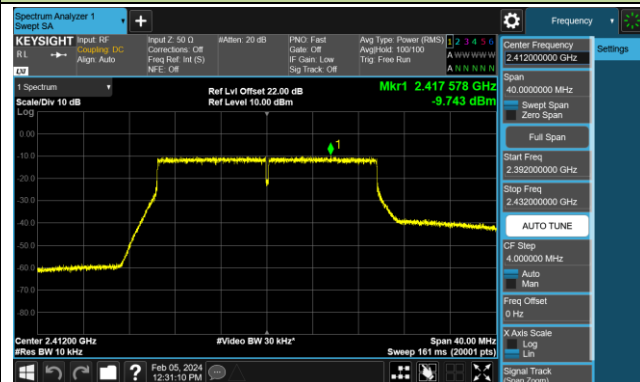 Spectrum Analyzer 1
Swept SA
+
Frequency
KEYSIGHT
RL
LXI
Input: RF
Coupling: DC
Align: Auto
Input Z: 50 Ω
Corrections: Off
Freq Ref: Int (S)
NFE: Off
#Atten: 20 dB
PNO: Fast
Gate: Off
IF Gain: Low
Sig Track: Off
Avg Type: Power (RMS)
Avg|Hold: 100/100
Trig: Free Run
1 2 3 4 5 6
A W W W W W
A N N N N N
1 Spectrum
Scale/Div 10 dB
Log
Ref Lvl Offset 22.00 dB
Ref Level 10.00 dBm
Mkr1 2.417 578 GHz
-9.743 dBm
0.00
-10.0
-20.0
-30.0
-40.0
-50.0
-60.0
-70.0
-80.0
1
Center 2.41200 GHz
#Res BW 10 kHz
#Video BW 30 kHz*
Span 40.00 MHz
Sweep 161 ms (20001 pts)
Center Frequency
2.412000000 GHz
Settings
Span
40.0000000 MHz
Swept Span
Zero Span
Full Span
Start Freq
2.392000000 GHz
Stop Freq
2.432000000 GHz
AUTO TUNE
CF Step
4.000000 MHz
Auto
Man
Freq Offset
0 Hz
X Axis Scale
Log
Lin
Signal Track
(Span Zoom)
?
Feb 05, 2024
12:31:10 PM